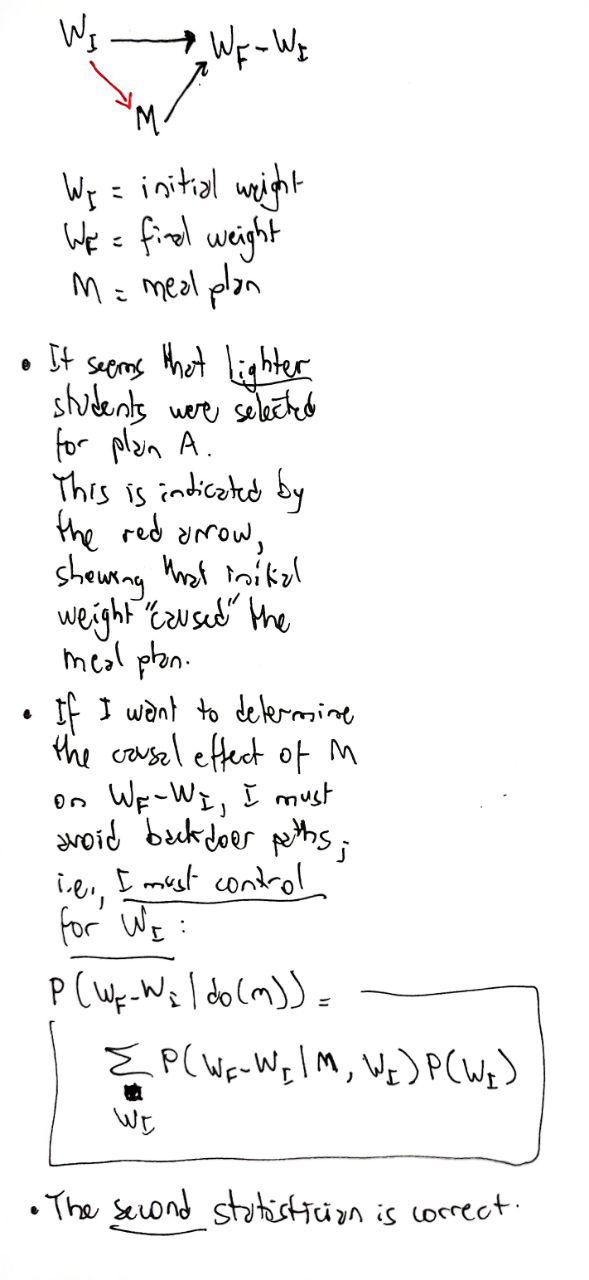 W_I → W_F - W_I
M
W_I = initial weight
W_F = final weight
M = meal plan
• It seems that lighter
students were selected
for plan A.
This is indicated by
the red arrow,
showing that initial
weight "caused" the
meal plan.
• If I want to determine
the causal effect of M
on W_F-W_I, I must
avoid backdoor paths;
i.e., I must control
for W_I:
P(W_F-W_I|do(m)) =
∑ P(W_F-W_I|M, W_I)P(W_I)
W_I
• The second statistician is correct.